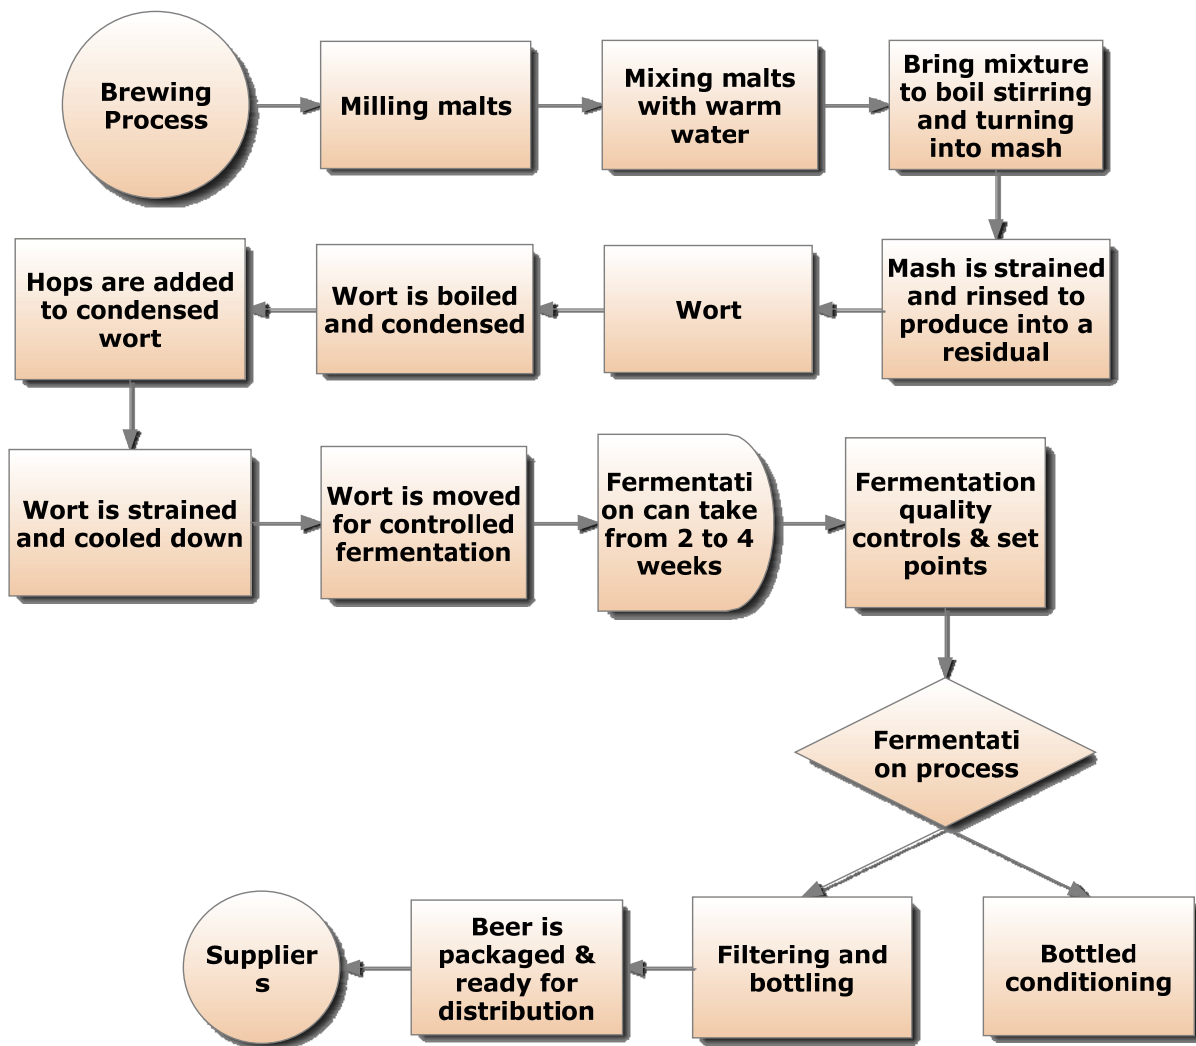 Brewing
Process
Milling malts
Mixing malts
with warm
water
Bring mixture
to boil stirring
and turning
into mash
Mash is strained
and rinsed to
produce into a
residual
Wort
Wort is boiled
and condensed
Hops are added
to condensed
wort
Wort is strained
and cooled down
Wort is moved
for controlled
fermentation
Fermentati
on can take
from 2 to 4
weeks
Fermentation
quality
controls & set
points
Fermentati
on process
Filtering and
bottling
Bottled
conditioning
Beer is
packaged &
ready for
distribution
Supplier
s